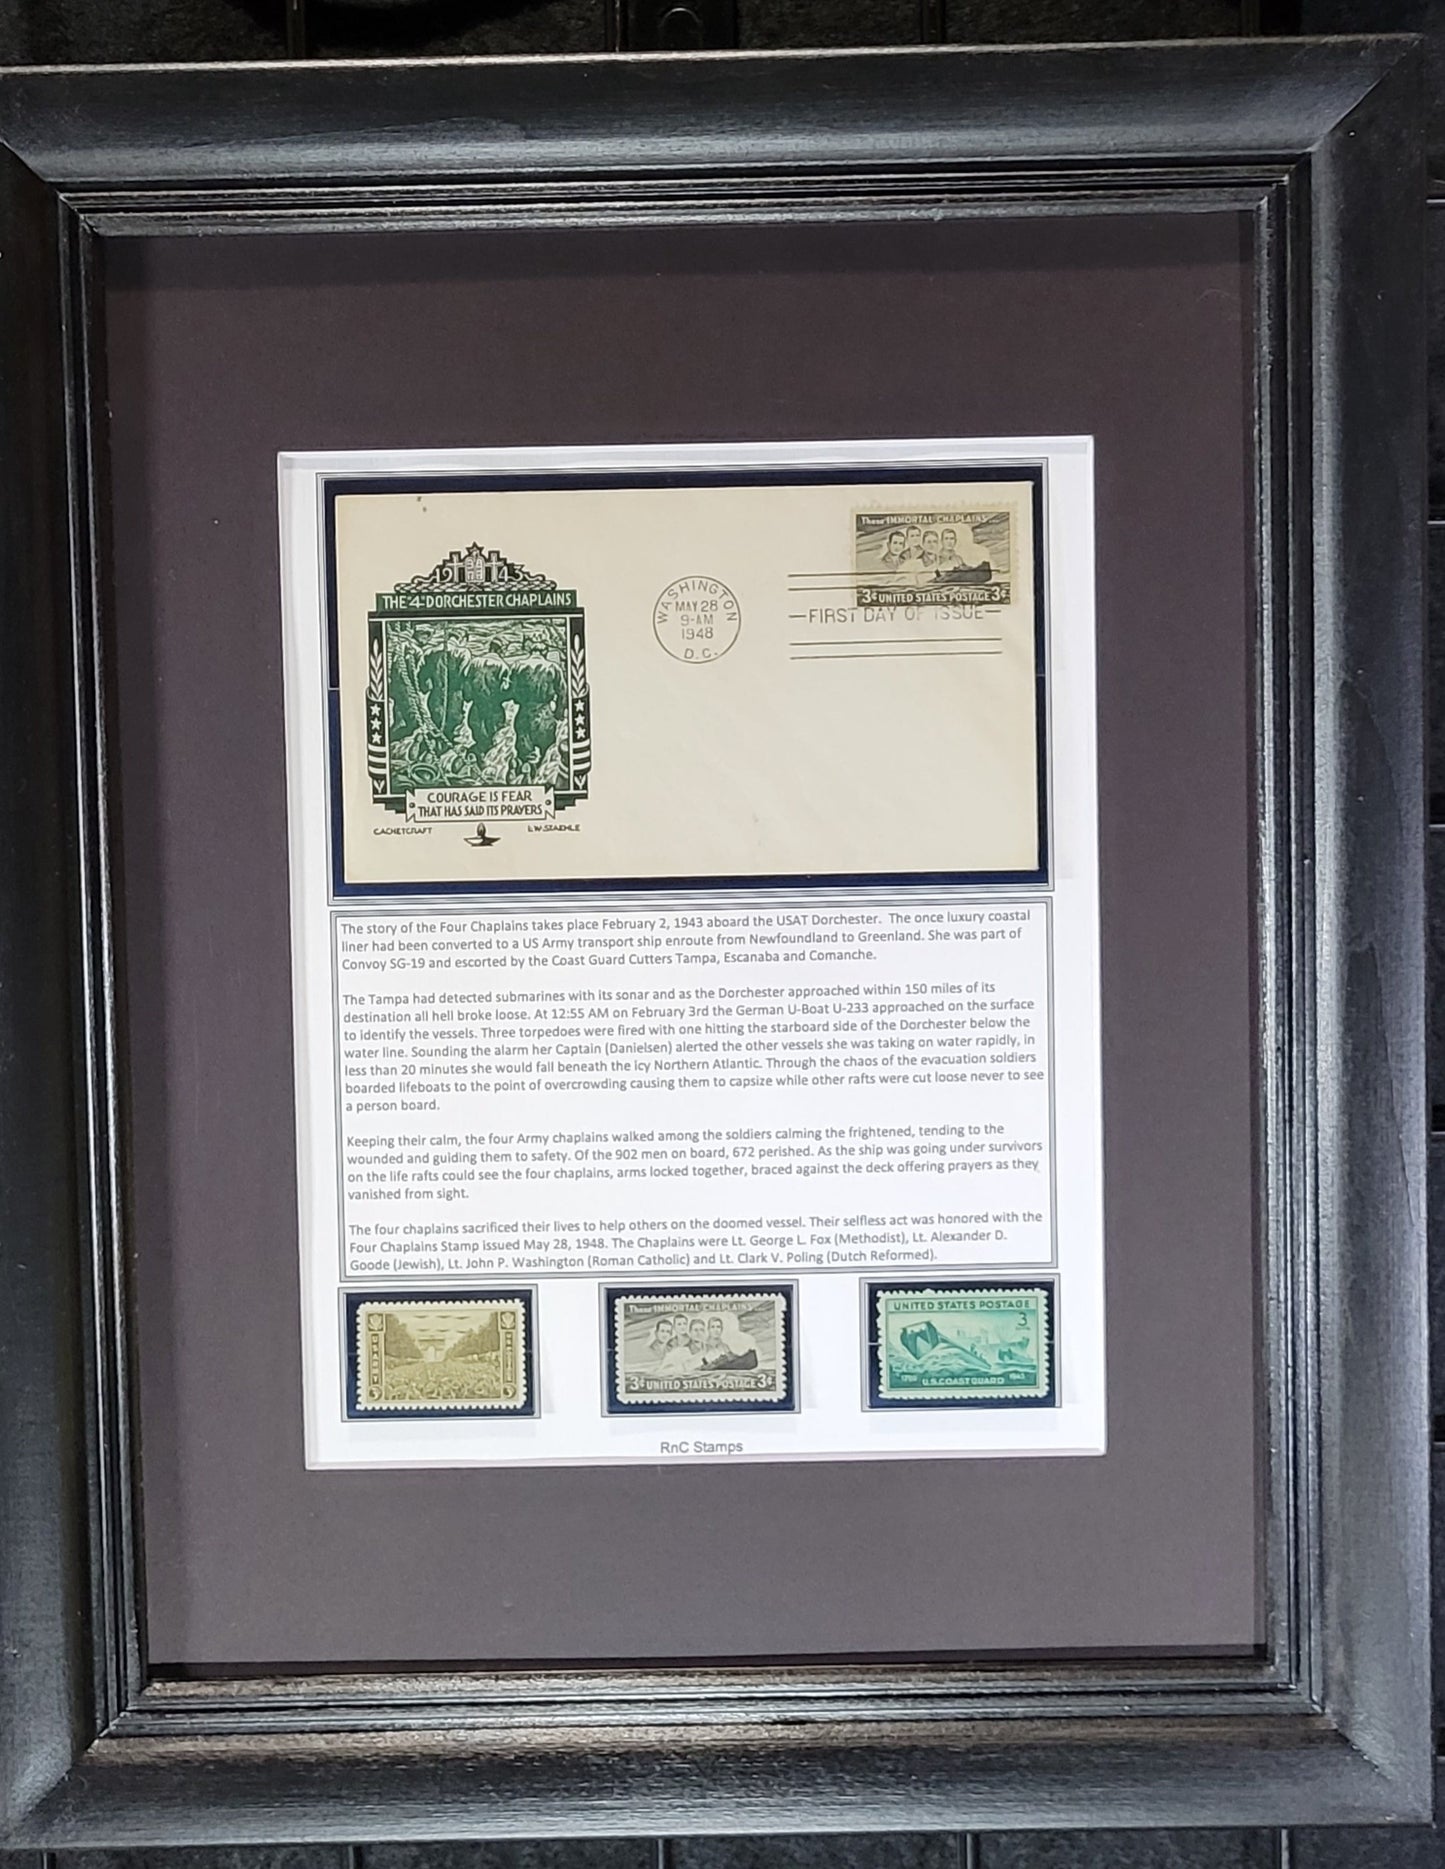 1943
THE "4" DORCHESTER CHAPLAINS
COURAGE IS FEAR
THAT HAS SAID ITS PRAYERS
CACHETCRAFT L.W. STAEHLE
WASHINGTON
MAY 28
9-AM
1948
D.C.
These IMMORTAL CHAPLAINS...
3¢ UNITED STATES POSTAGE 3¢
FIRST DAY OF ISSUE
The story of the Four Chaplains takes place February 2, 1943 aboard the USAT Dorchester. The once luxury coastal
liner had been converted to a US Army transport ship enroute from Newfoundland to Greenland. She was part of
Convoy SG-19 and escorted by the Coast Guard Cutters Tampa, Escanaba and Comanche.
The Tampa had detected submarines with its sonar and as the Dorchester approached within 150 miles of its
destination all hell broke loose. At 12:55 AM on February 3rd the German U-Boat U-233 approached on the surface
to identify the vessels. Three torpedoes were fired with one hitting the starboard side of the Dorchester below the
water line. Sounding the alarm her Captain (Danielsen) alerted the other vessels she was taking on water rapidly, in
less than 20 minutes she would fall beneath the icy Northern Atlantic. Through the chaos of the evacuation soldiers
boarded lifeboats to the point of overcrowding causing them to capsize while other rafts were cut loose never to see
a person board.
Keeping their calm, the four Army chaplains walked among the soldiers calming the frightened, tending to the
wounded and guiding them to safety. Of the 902 men on board, 672 perished. As the ship was going under survivors
on the life rafts could see the four chaplains, arms locked together, braced against the deck offering prayers as they
vanished from sight.
The four chaplains sacrificed their lives to help others on the doomed vessel. Their selfless act was honored with the
Four Chaplains Stamp issued May 28, 1948. The Chaplains were Lt. George L. Fox (Methodist), Lt. Alexander D.
Goode (Jewish), Lt. John P. Washington (Roman Catholic) and Lt. Clark V. Poling (Dutch Reformed).
3 3
These IMMORTAL CHAPLAINS...
3¢ UNITED STATES POSTAGE 3¢
UNITED STATES POSTAGE
3
1790 U.S. COAST GUARD 1945
RnC Stamps